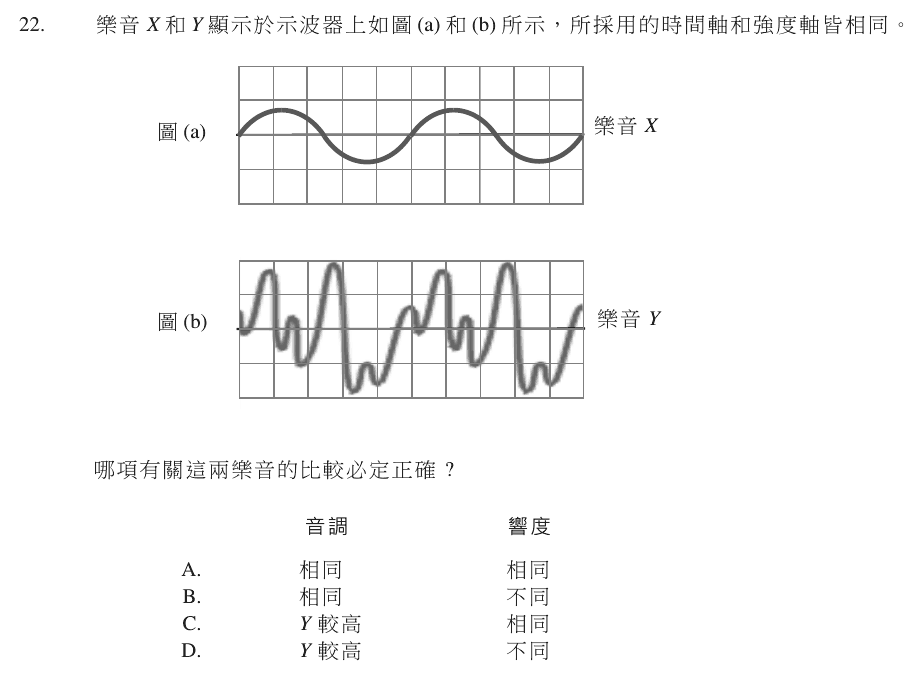 22. 樂音 X 和 Y 顯示於示波器上如圖 (a) 和 (b) 所示，所採用的時間軸和強度軸皆相同。
圖 (a) 樂音 X
圖 (b) 樂音 Y
哪項有關這兩樂音的比較必定正確？
音調 響度
A. 相同 相同
B. 相同 不同
C. Y 較高 相同
D. Y 較高 不同